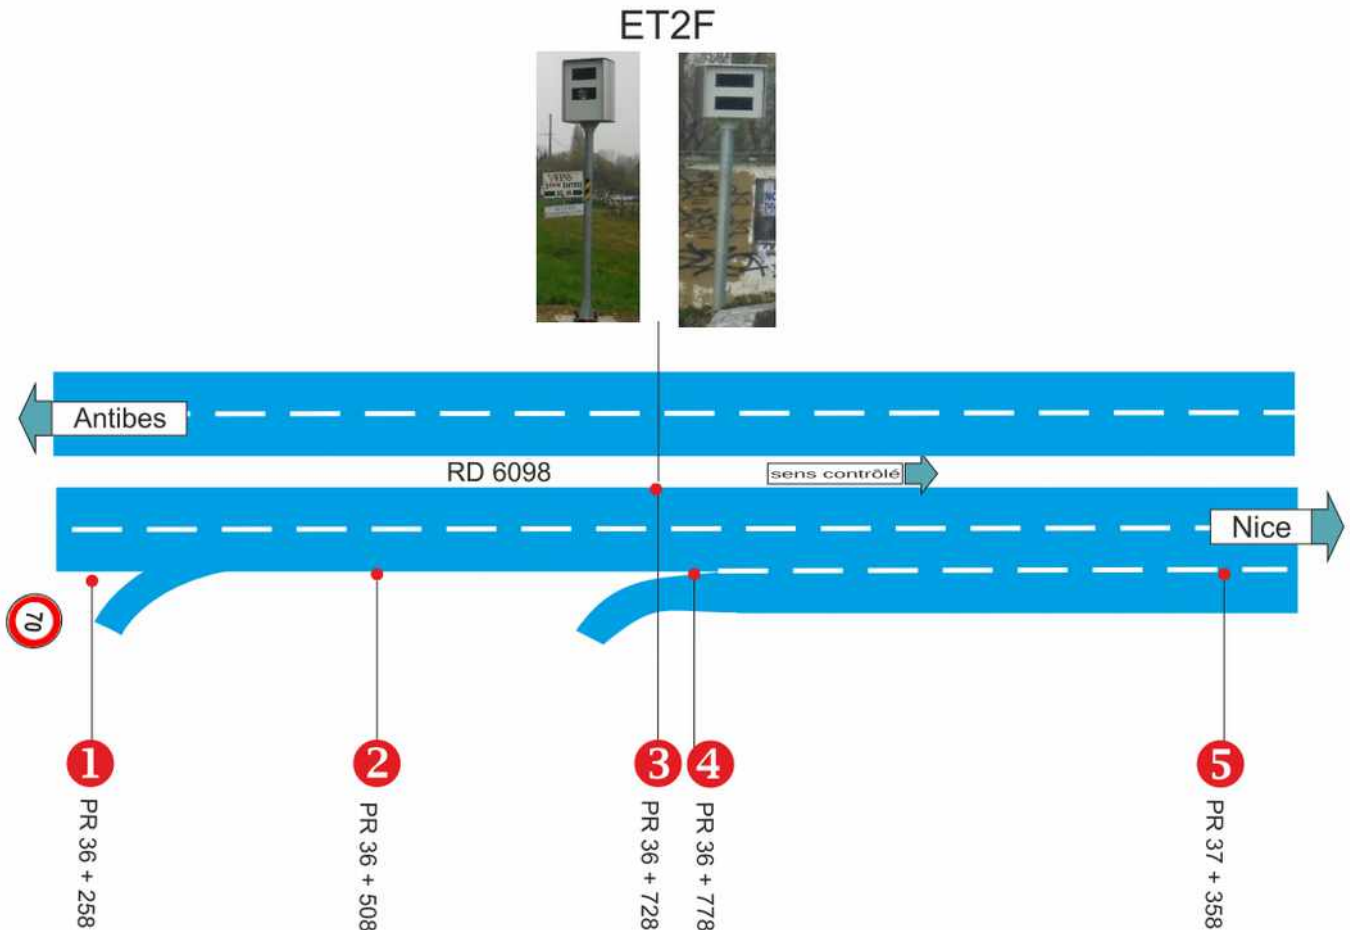 ET2F
Antibes
RD 6098
sens contrôlé
Nice
70
1
2
3
4
5
PR 36 + 258
PR 36 + 508
PR 36 + 728
PR 36 + 778
PR 37 + 358